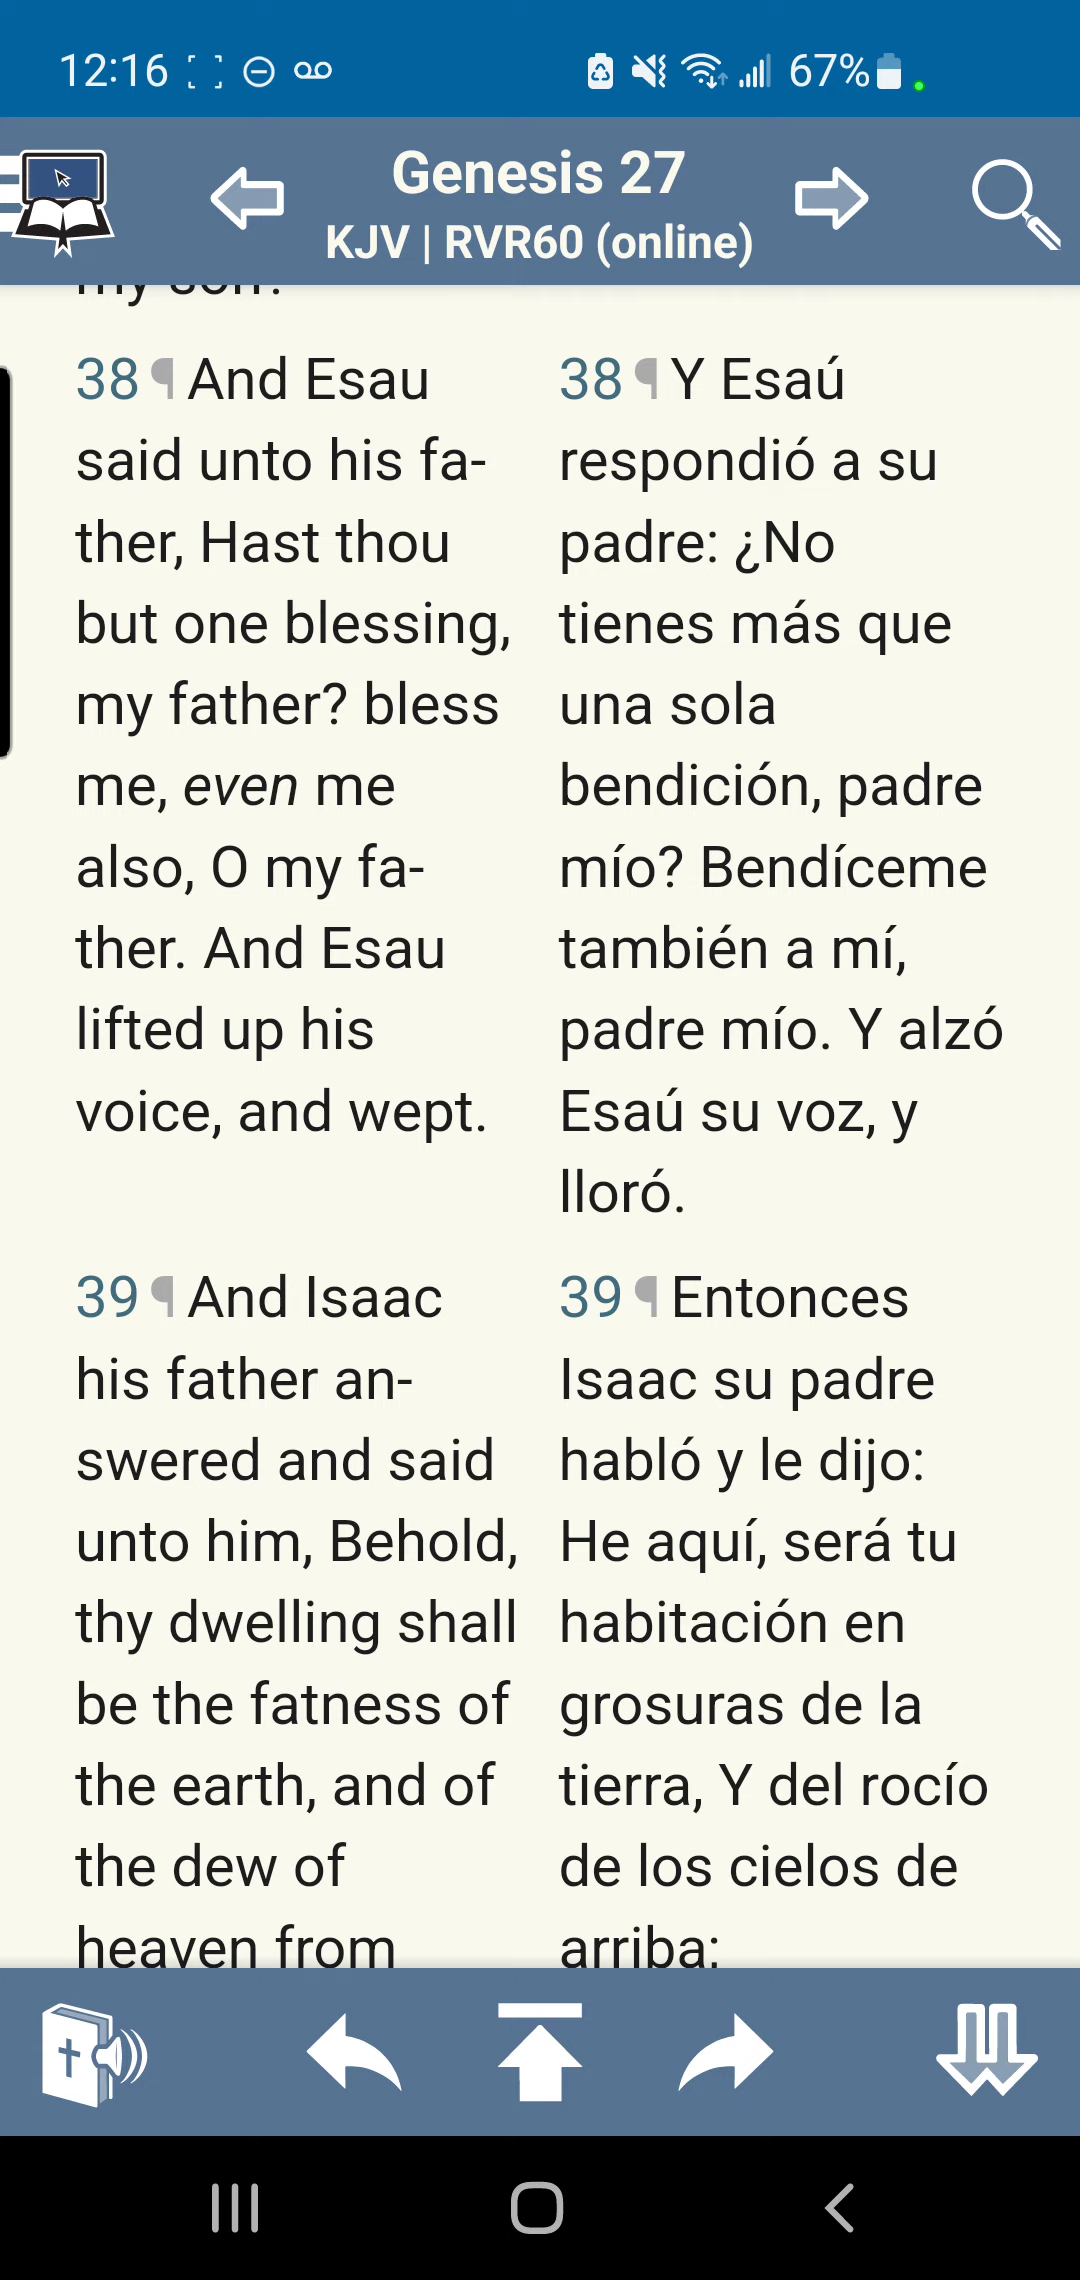 12:16
67%
Genesis 27
KJV | RVR60 (online)
my son?
38 ¶ And Esau
said unto his fa-
ther, Hast thou
but one blessing,
my father? bless
me, even me
also, O my fa-
ther. And Esau
lifted up his
voice, and wept.
39 ¶ And Isaac
his father an-
swered and said
unto him, Behold,
thy dwelling shall
be the fatness of
the earth, and of
the dew of
heaven from
38 ¶ Y Esaú
respondió a su
padre: ¿No
tienes más que
una sola
bendición, padre
mío? Bendíceme
también a mí,
padre mío. Y alzó
Esaú su voz, y
lloró.
39 ¶ Entonces
Isaac su padre
habló y le dijo:
He aquí, será tu
habitación en
grosuras de la
tierra, Y del rocío
de los cielos de
arriba;